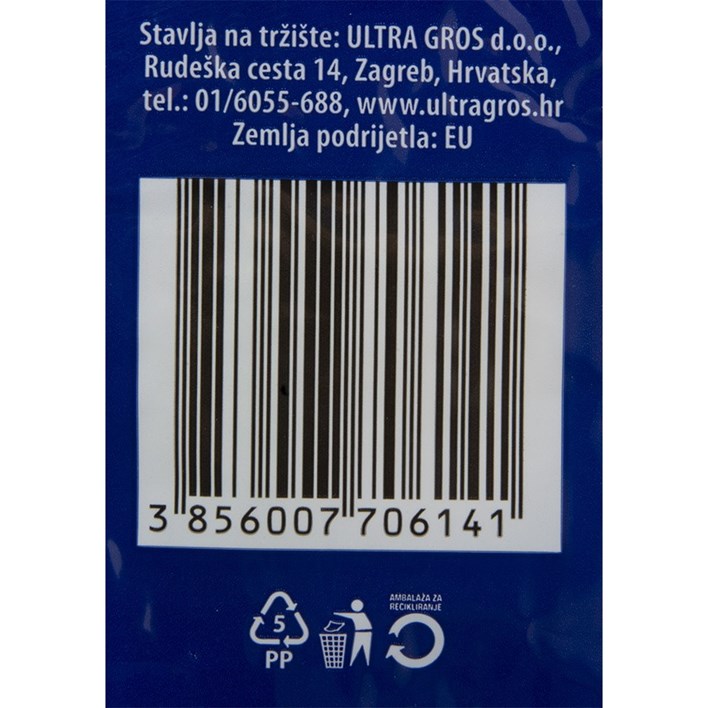 Stavlja na tržište: ULTRA GROS d.o.o.,
Rudeška cesta 14, Zagreb, Hrvatska,
tel.: 01/6055-688, www.ultragros.hr
Zemlja podrijetla: EU
3 856007 706141
AMBALAŽA ZA
RECIKLIRANJE
5
PP